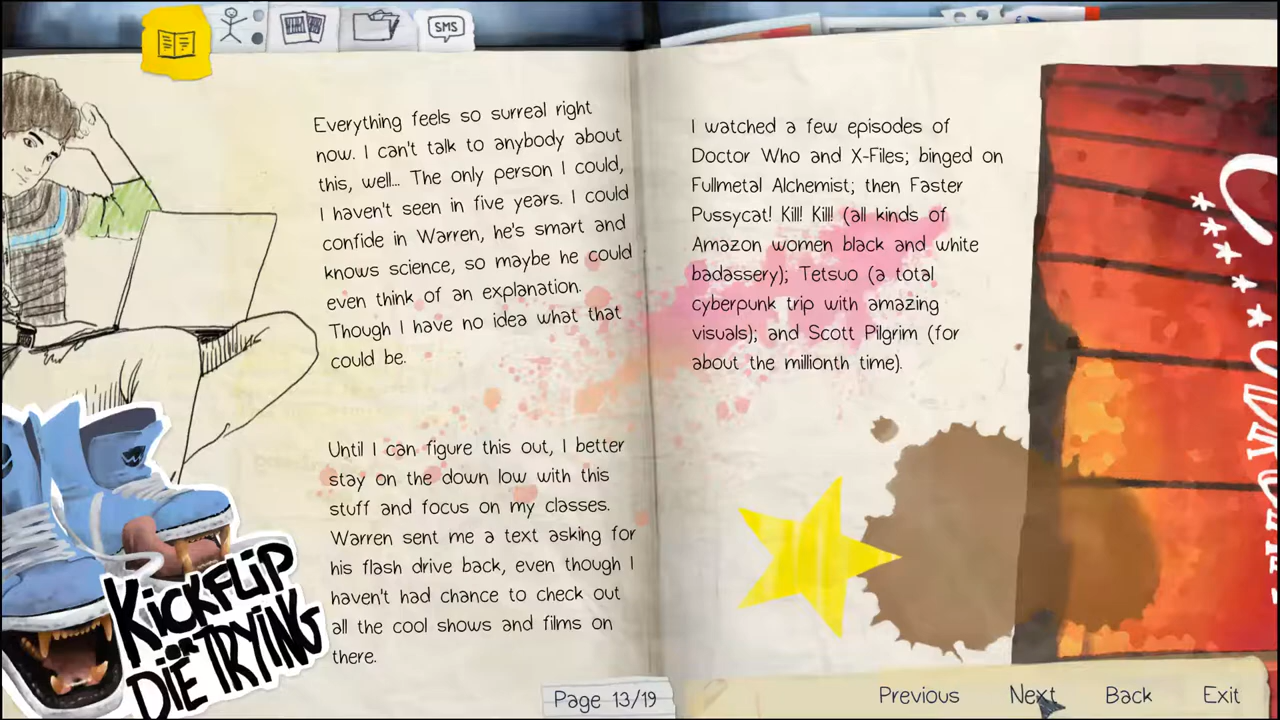 SMS
Everything feels so surreal right
now. I can't talk to anybody about
this, well... The only person I could,
I haven't seen in five years. I could
confide in Warren, he's smart and
knows science, so maybe he could
even think of an explanation.
Though I have no idea what that
could be.
Until I can figure this out, I better
stay on the down low with this
stuff and focus on my classes.
Warren sent me a text asking for
his flash drive back, even though I
haven't had chance to check out
all the cool shows and films on
there.
KICKFLIP
OR
DIE TRYING
I watched a few episodes of
Doctor Who and X-Files; binged on
Fullmetal Alchemist; then Faster
Pussycat! Kill! Kill! (all kinds of
Amazon women black and white
badassery); Tetsuo (a total
cyberpunk trip with amazing
visuals); and Scott Pilgrim (for
about the millionth time).
Page 13/19
Previous Next Back Exit